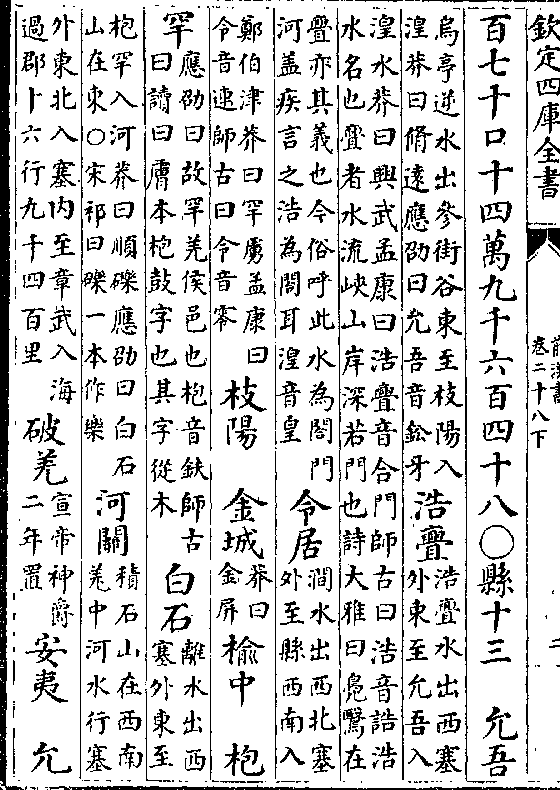 欽定四庫全書
前漢書
卷二十八下
百七十口十四萬九千六百四十八〇縣十三 允吾
烏亭逆水出參街谷東至枝陽入
湟莽曰脩遠應劭曰允吾音鈆牙
浩亹
浩亹水出西塞
外東至允吾入
湟水莽曰興武孟康曰浩亹音合門師古曰浩音誥浩
水名也亹者水流峽山岸深若門也詩大雅曰鳧鷖在
亹亦其義也今俗呼此水為閤門
河蓋疾言之浩為閤耳湟音皇
令居
澗水出西北塞
外至縣西南入
鄭伯津莽曰罕虜孟康曰
令音連師古曰令音零
枝陽 金城
莽曰
金屏
榆中 枹
罕
應劭曰故罕羌侯邑也枹音鈇師古
曰讀曰膚本枹鼓字也其字從木
白石
離水出西
塞外東至
枹罕入河莽曰順礫應劭曰白石
山在東〇宋祁曰礫一本作樂
河關
積石山在西南
羌中河水行塞
外東北入塞内至章武入海
過郡十六行九千四百里
破羌
宣帝神爵
二年置
安夷 允